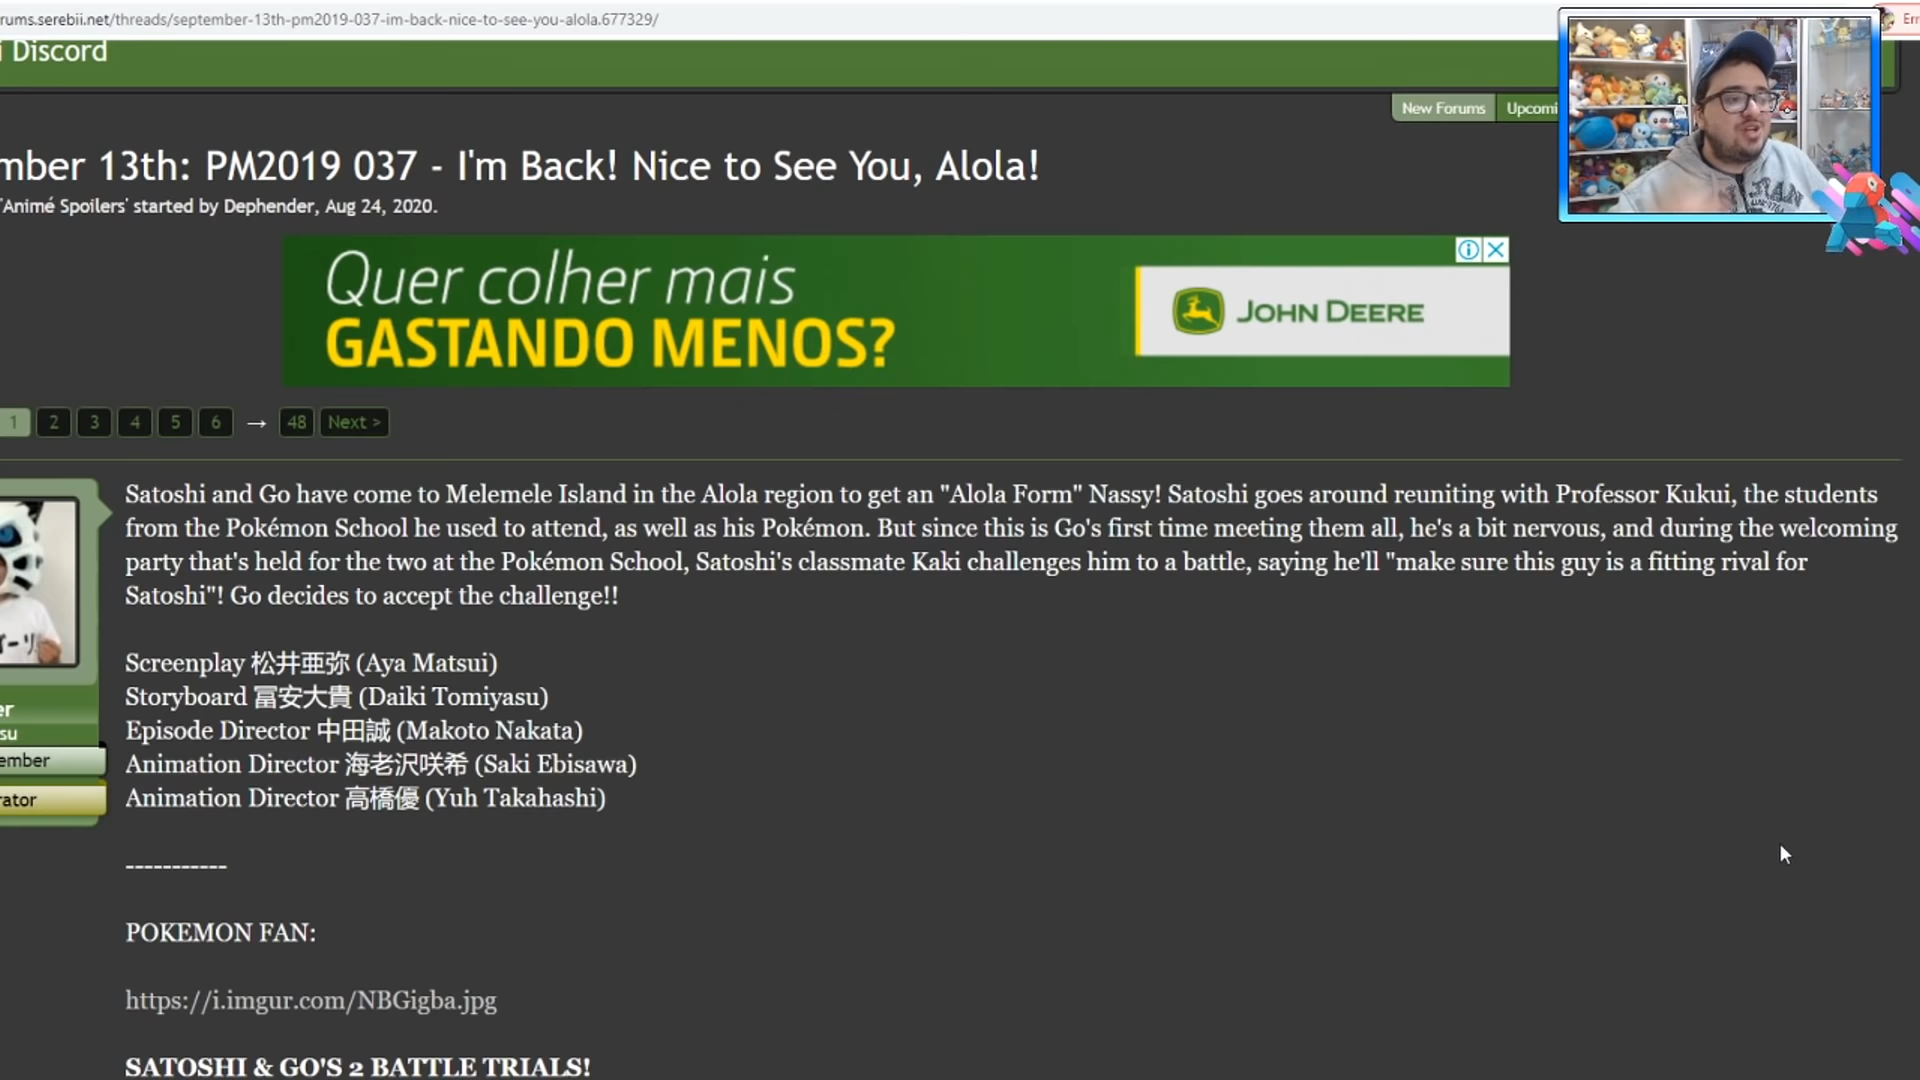 rums.serebii.net/threads/september-13th-pm2019-037-im-back-nice-to-see-you-alola.677329/
Err
i Discord
New Forums
Upcomi
mber 13th: PM2019 037 - I'm Back! Nice to See You, Alola!
'Animé Spoilers' started by Dephender, Aug 24, 2020.
Quer colher mais
GASTANDO MENOS?
JOHN DEERE
1 2 3 4 5 6 → 48 Next >
Satoshi and Go have come to Melemele Island in the Alola region to get an "Alola Form" Nassy! Satoshi goes around reuniting with Professor Kukui, the students
from the Pokémon School he used to attend, as well as his Pokémon. But since this is Go's first time meeting them all, he's a bit nervous, and during the welcoming
party that's held for the two at the Pokémon School, Satoshi's classmate Kaki challenges him to a battle, saying he'll "make sure this guy is a fitting rival for
Satoshi"! Go decides to accept the challenge!!
Screenplay 松井亜弥 (Aya Matsui)
Storyboard 冨安大貴 (Daiki Tomiyasu)
Episode Director 中田誠 (Makoto Nakata)
Animation Director 海老沢咲希 (Saki Ebisawa)
Animation Director 高橋優 (Yuh Takahashi)
er
su
ember
rator
-----------
POKEMON FAN:
https://i.imgur.com/NBGigba.jpg
SATOSHI & GO'S 2 BATTLE TRIALS!